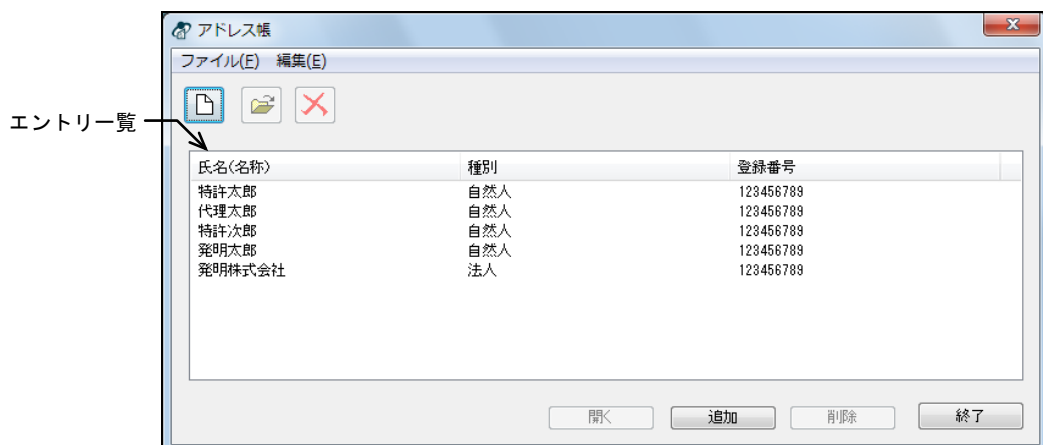 アドレス帳
ファイル(F) 編集(E)
エントリ一覧
氏名(名称) 種別 登録番号
特許太郎 自然人 123456789
代理太郎 自然人 123456789
特許次郎 自然人 123456789
発明太郎 自然人 123456789
発明株式会社 法人 123456789
開く 追加 削除 終了